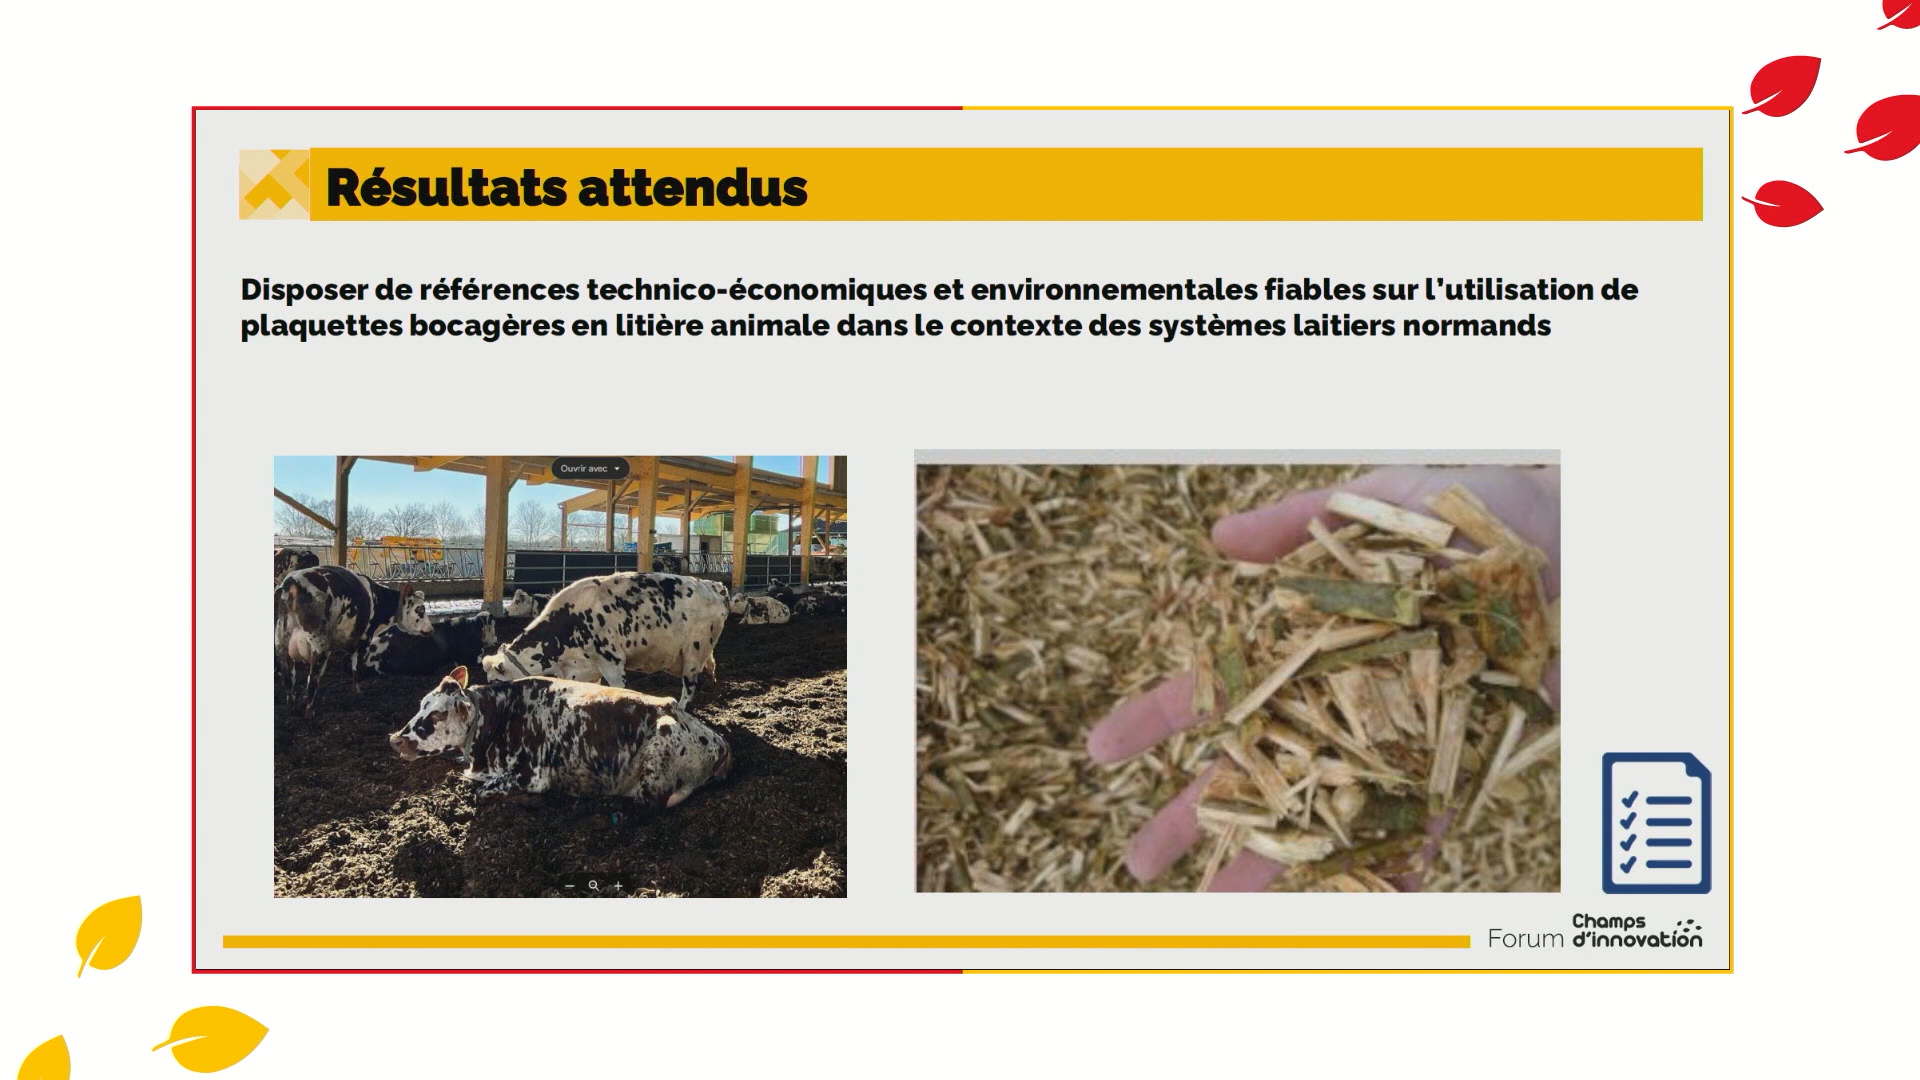 Résultats attendus
Disposer de références technico-économiques et environnementales fiables sur l’utilisation de
plaquettes bocagères en litière animale dans le contexte des systèmes laitiers normands
Ouvrir avec
Forum Champs
d’innovation